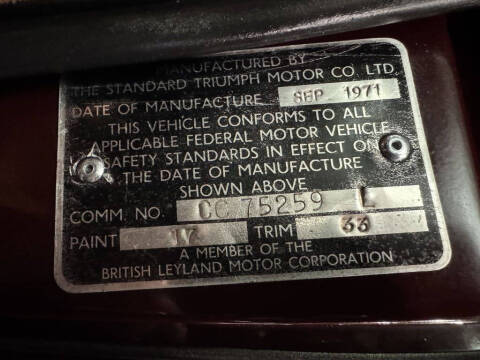 MANUFACTURED BY
THE STANDARD TRIUMPH MOTOR CO LTD.
DATE OF MANUFACTURE SEP 1971
THIS VEHICLE CONFORMS TO ALL
APPLICABLE FEDERAL MOTOR VEHICLE
SAFETY STANDARDS IN EFFECT ON
THE DATE OF MANUFACTURE
SHOWN ABOVE
COMM. NO. CC 75259 L
PAINT 17 TRIM 33
A MEMBER OF THE
BRITISH LEYLAND MOTOR CORPORATION